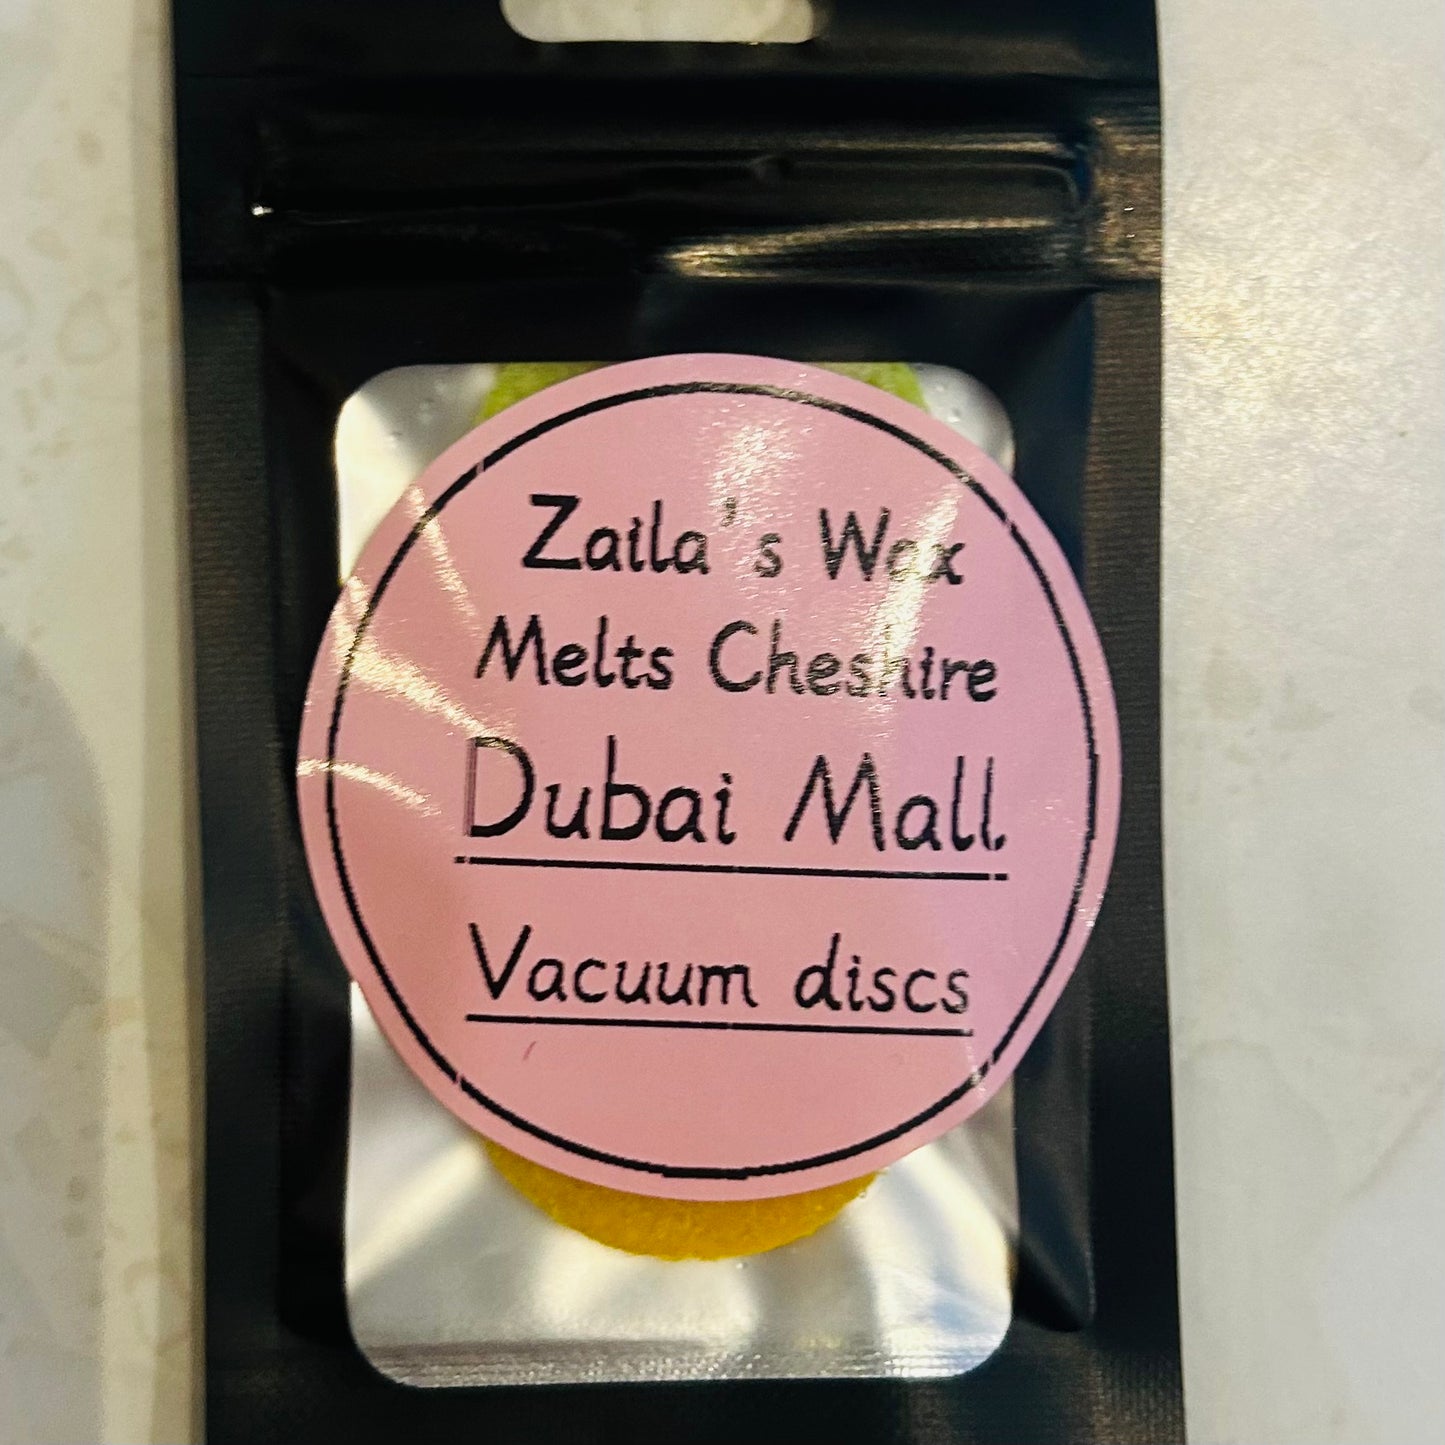 Zaila's Wax
Melts Cheshire
Dubai Mall
Vacuum discs